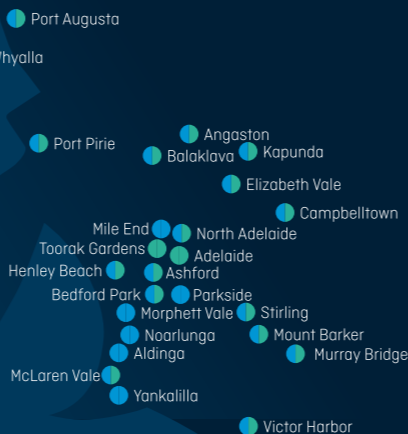 Port Augusta
hyalla
Port Pirie
Angaston
Balaklava
Kapunda
Elizabeth Vale
Campbelltown
Mile End
North Adelaide
Toorak Gardens
Adelaide
Henley Beach
Ashford
Bedford Park
Parkside
Morphett Vale
Stirling
Noarlunga
Mount Barker
Aldinga
Murray Bridge
McLaren Vale
Yankalilla
Victor Harbor